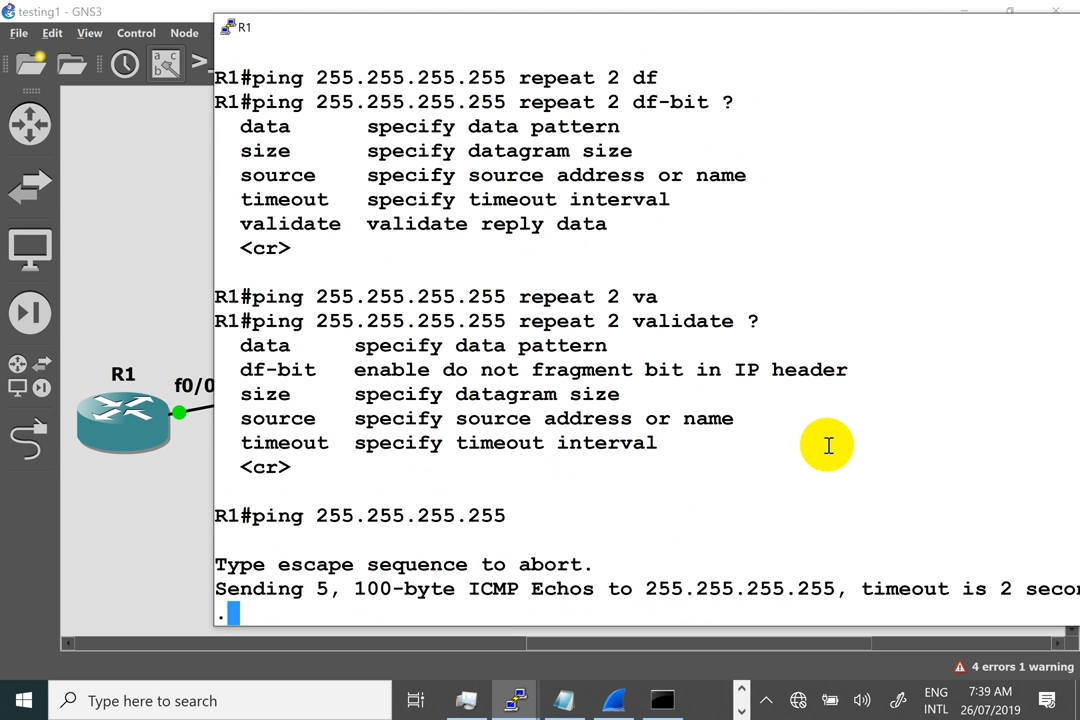 testing1 - GNS3
R1
File Edit View Control Node
R1#ping 255.255.255.255 repeat 2 df
R1#ping 255.255.255.255 repeat 2 df-bit ?
data specify data pattern
size specify datagram size
source specify source address or name
timeout specify timeout interval
validate validate reply data
<cr>
R1#ping 255.255.255.255 repeat 2 va
R1#ping 255.255.255.255 repeat 2 validate ?
data specify data pattern
df-bit enable do not fragment bit in IP header
size specify datagram size
source specify source address or name
timeout specify timeout interval
<cr>
R1#ping 255.255.255.255
Type escape sequence to abort.
Sending 5, 100-byte ICMP Echos to 255.255.255.255, timeout is 2 secon
.
R1
f0/0
4 errors 1 warning
Type here to search
ENG
INTL
7:39 AM
26/07/2019